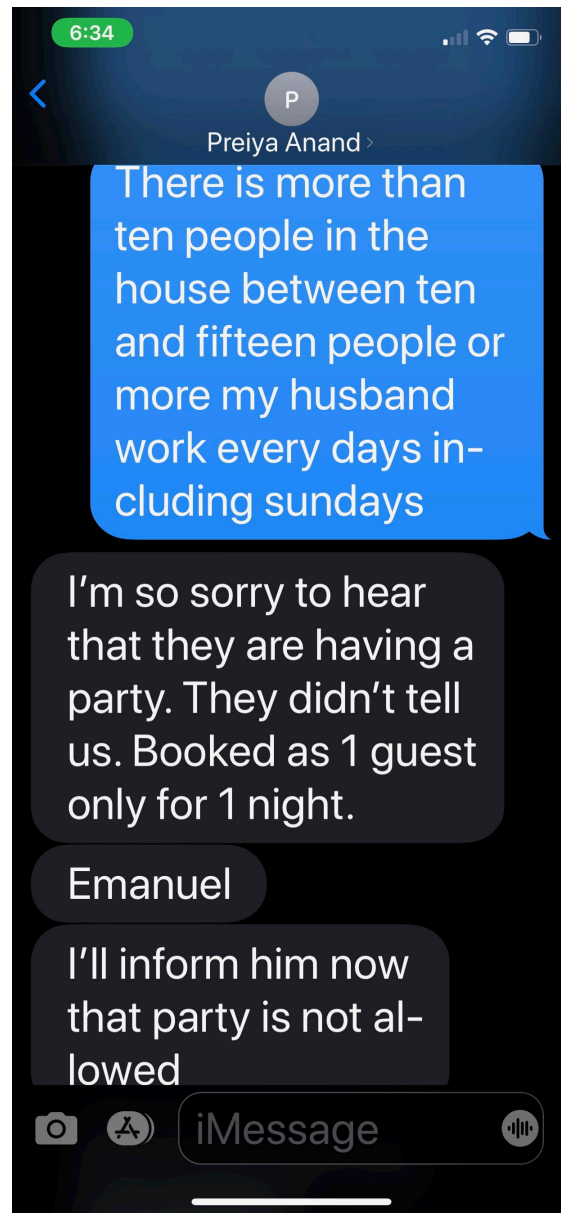 6:34
P
Preiya Anand
There is more than
ten people in the
house between ten
and fifteen people or
more my husband
work every days in-
cluding sundays
I'm so sorry to hear
that they are having a
party. They didn't tell
us. Booked as 1 guest
only for 1 night.
Emanuel
I'll inform him now
that party is not al-
lowed
iMessage